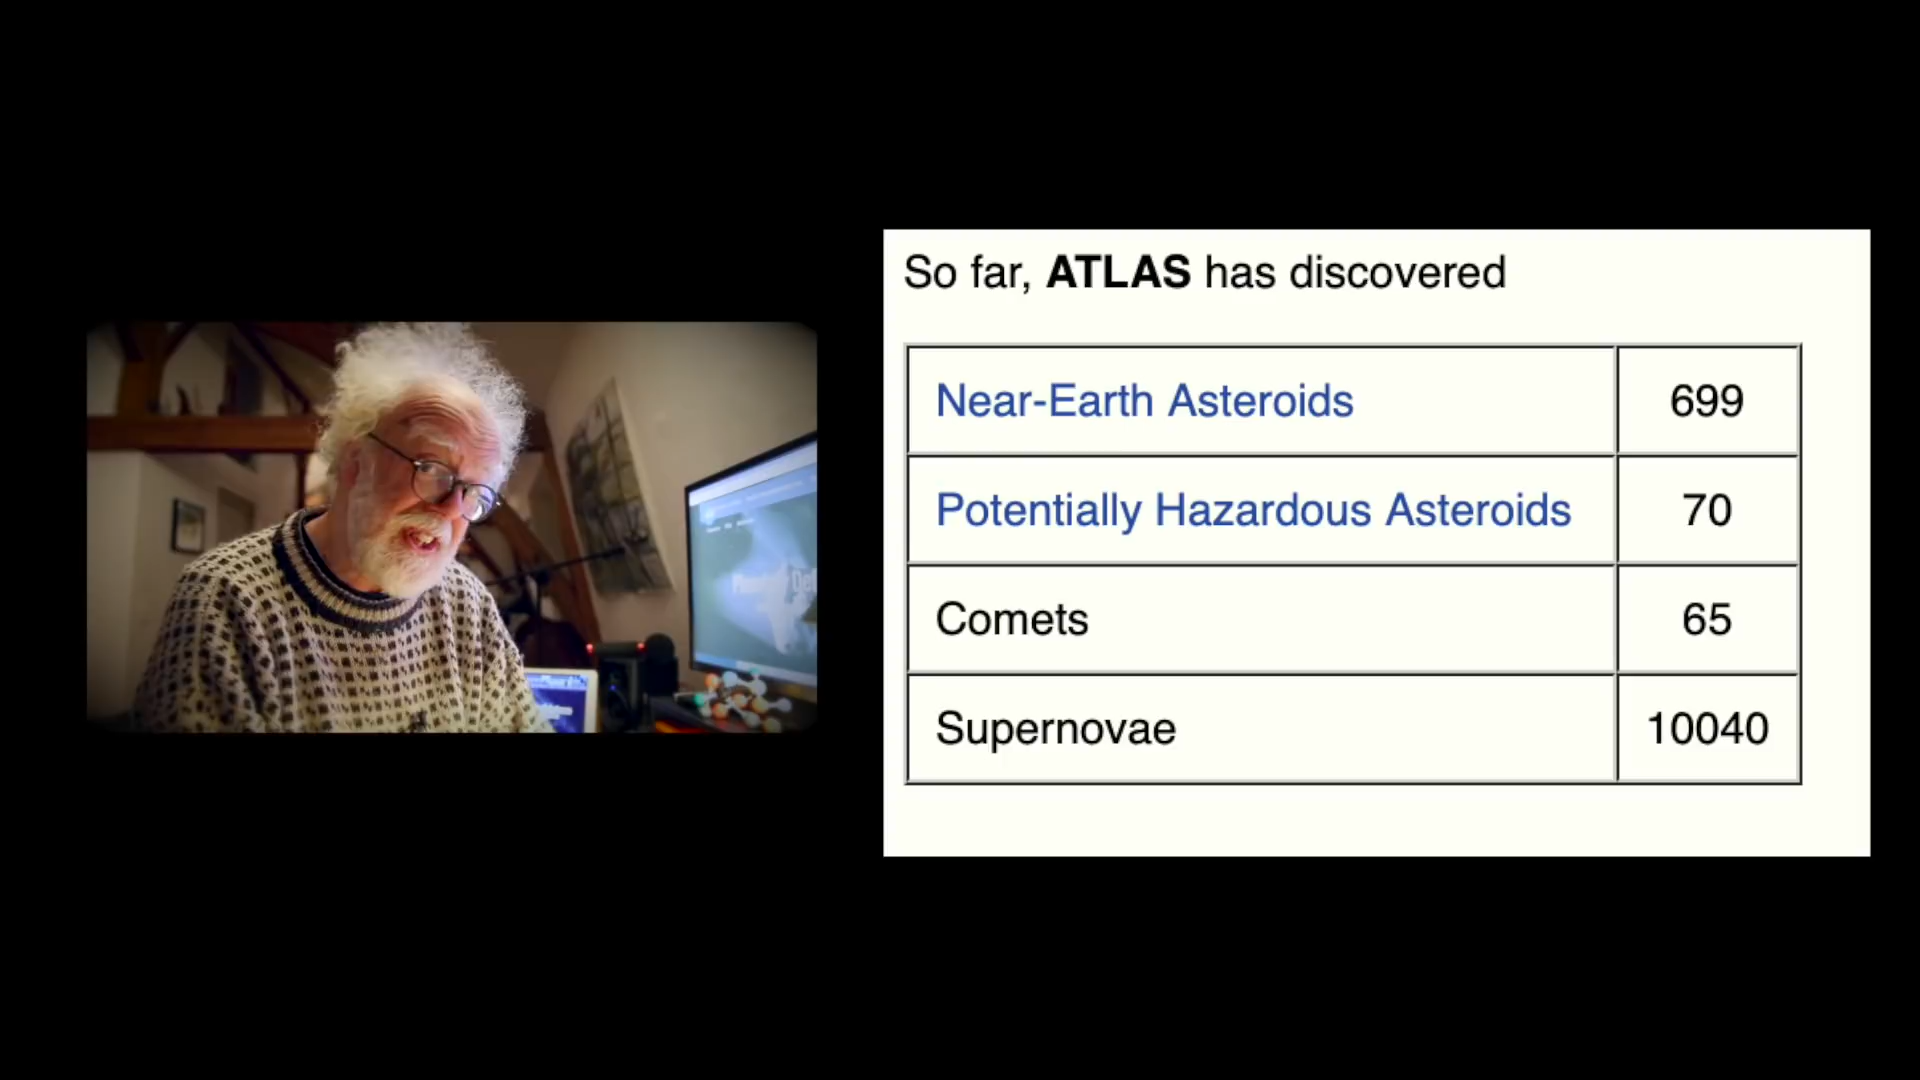 So far, ATLAS has discovered
Near-Earth Asteroids 699
Potentially Hazardous Asteroids 70
Comets 65
Supernovae 10040